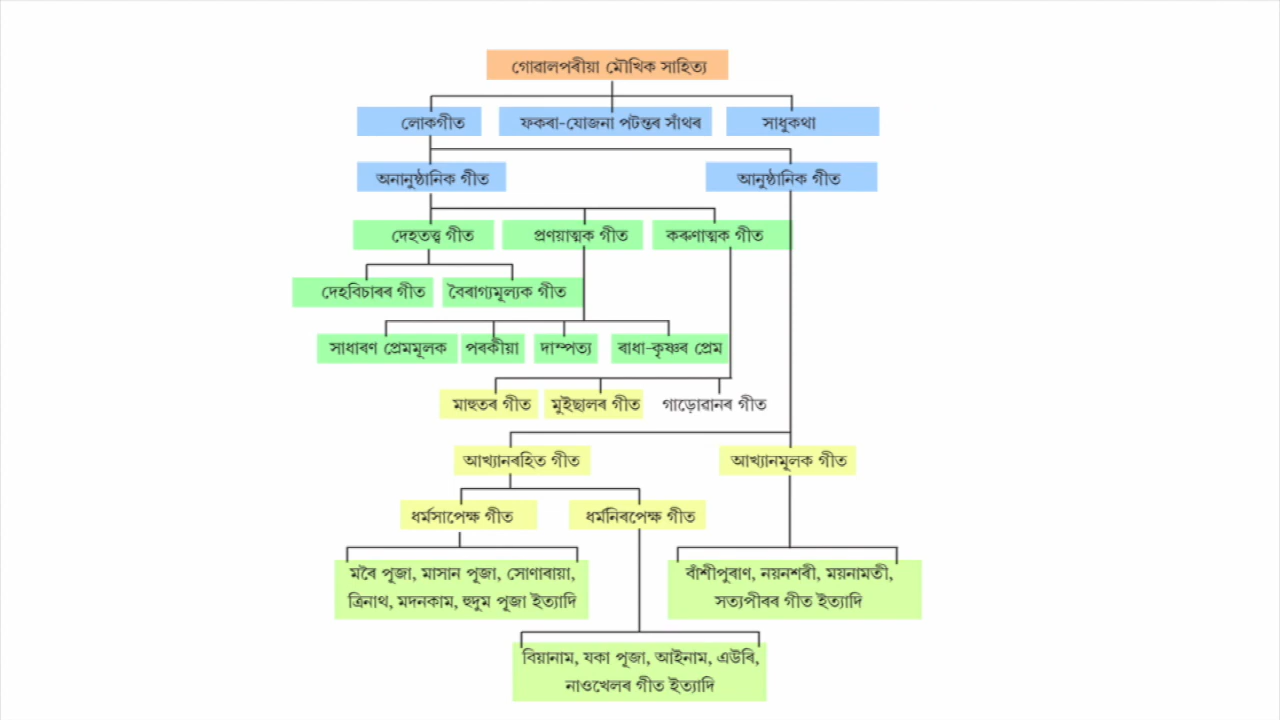 গোৱালপৰীয়া মৌখিক সাহিত্য
লোকগীত
ফকৰা-যোজনা পটন্তৰ সাঁথৰ
সাধুকথা
অনানুষ্ঠানিক গীত
আনুষ্ঠানিক গীত
দেহতত্ত্ব গীত
প্ৰণয়াত্মক গীত
কৰুণাত্মক গীত
দেহবিচাৰৰ গীত
বৈৰাগ্যমূল্যক গীত
সাধাৰণ প্ৰেমমূলক
পৰকীয়া
দাম্পত্য
ৰাধা-কৃষ্ণৰ প্ৰেম
মাহুতৰ গীত
মুইছালৰ গীত
গাড়োৱানৰ গীত
আখ্যানৰহিত গীত
আখ্যানমূলক গীত
ধৰ্মসাপেক্ষ গীত
ধৰ্মনিৰপেক্ষ গীত
মৰৈ পূজা, মাসান পূজা, সোণাৰায়া,
ত্ৰিনাথ, মদনকাম, হুদুম পূজা ইত্যাদি
বাঁশীপুৰাণ, নয়নশৰী, ময়নামতী,
সত্যপীৰৰ গীত ইত্যাদি
বিয়ানাম, যকা পূজা, আইনাম, এউৰি,
নাওখেলৰ গীত ইত্যাদি